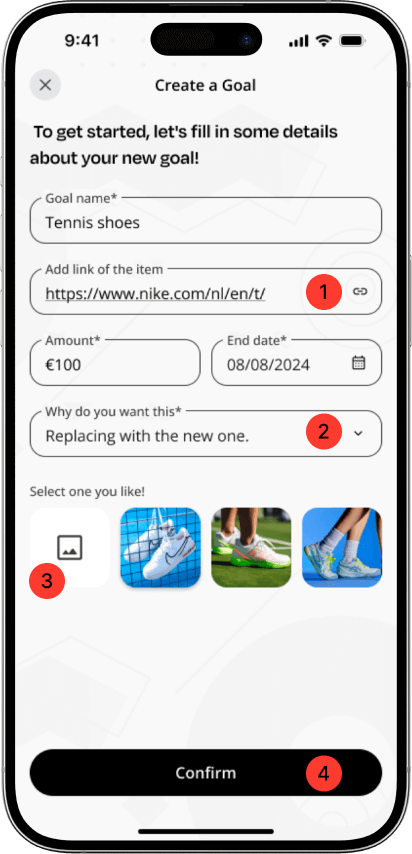 9:41
Create a Goal
To get started, let's fill in some details
about your new goal!
Goal name*
Tennis shoes
Add link of the item
https://www.nike.com/nl/en/t/
1
Amount*
End date*
€100
08/08/2024
Why do you want this*
Replacing with the new one.
2
Select one you like!
3
Confirm
4